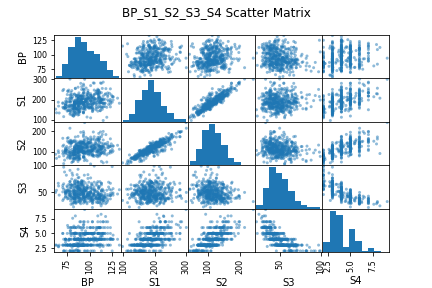 BP_S1_S2_S3_S4 Scatter Matrix
125
100
75
BP
300
200
100
S1
200
100
S2
100
50
S3
7.5
5.0
2.5
S4
75 100 125 100 200 300 100 200 50 100 2.5 5.0 7.5
BP S1 S2 S3 S4